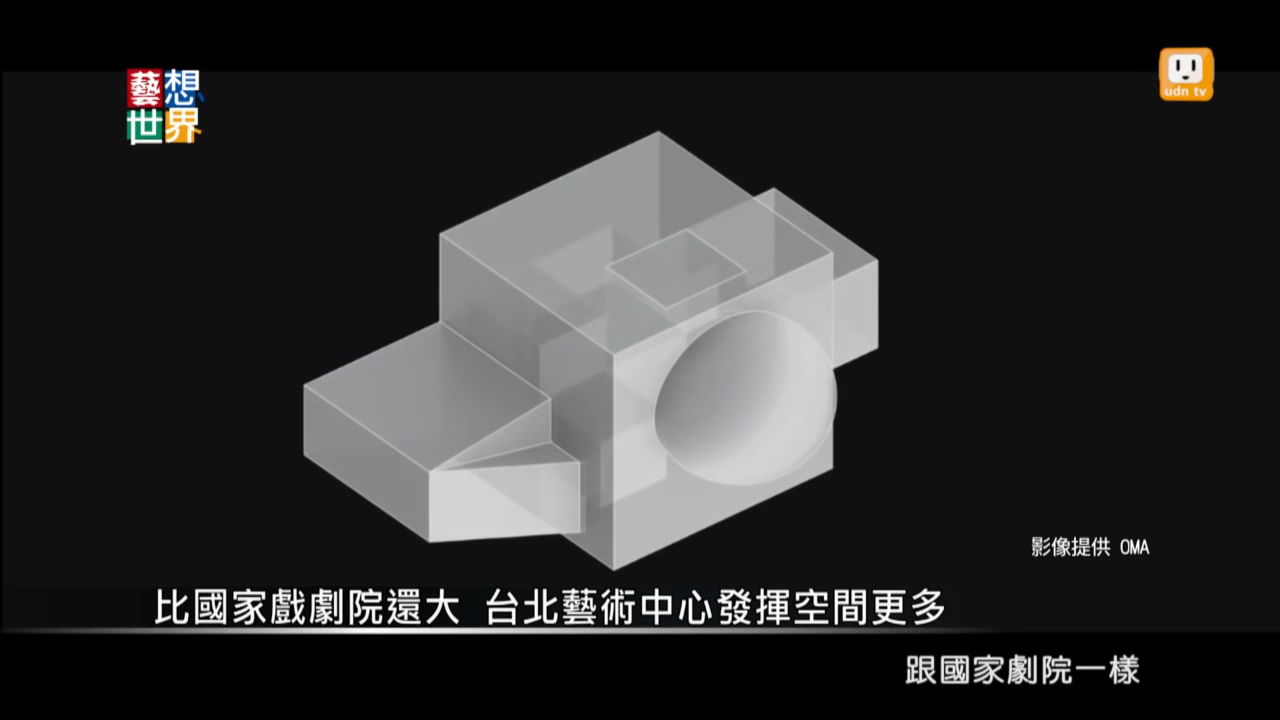 藝想
世界
udn tv
影像提供 OMA
比國家戲劇院還大 台北藝術中心發揮空間更多
跟國家劇院一樣